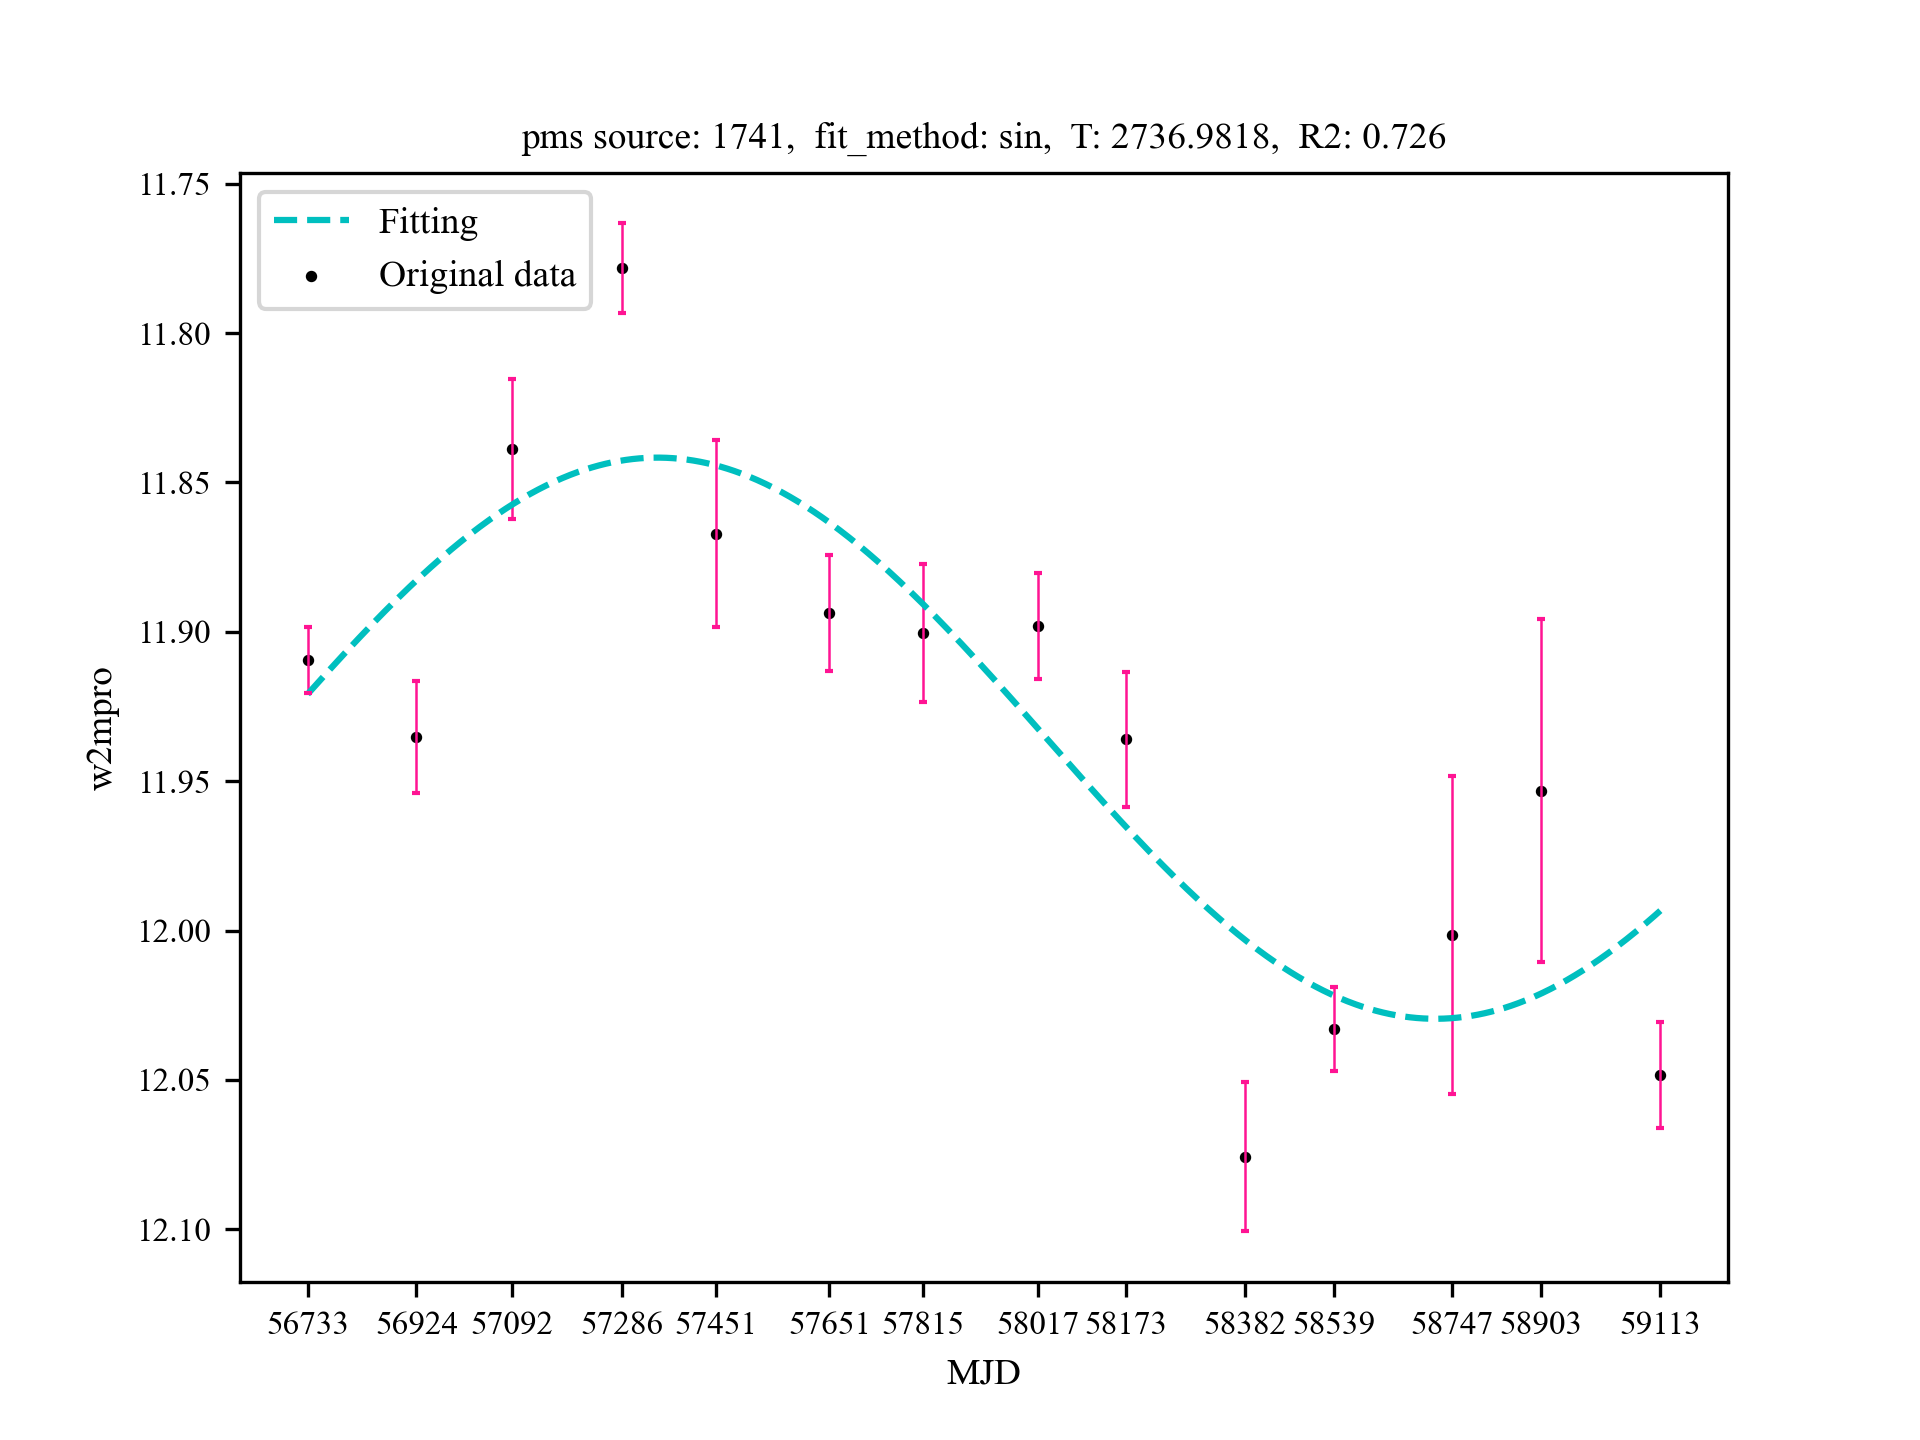 pms source: 1741,  fit_method: sin,  T: 2736.9818,  R2: 0.726
Fitting
Original data
11.75
11.80
11.85
11.90
11.95
12.00
12.05
12.10
w2mpro
56733 56924 57092 57286 57451 57651 57815 58017 58173 58382 58539 58747 58903 59113
MJD